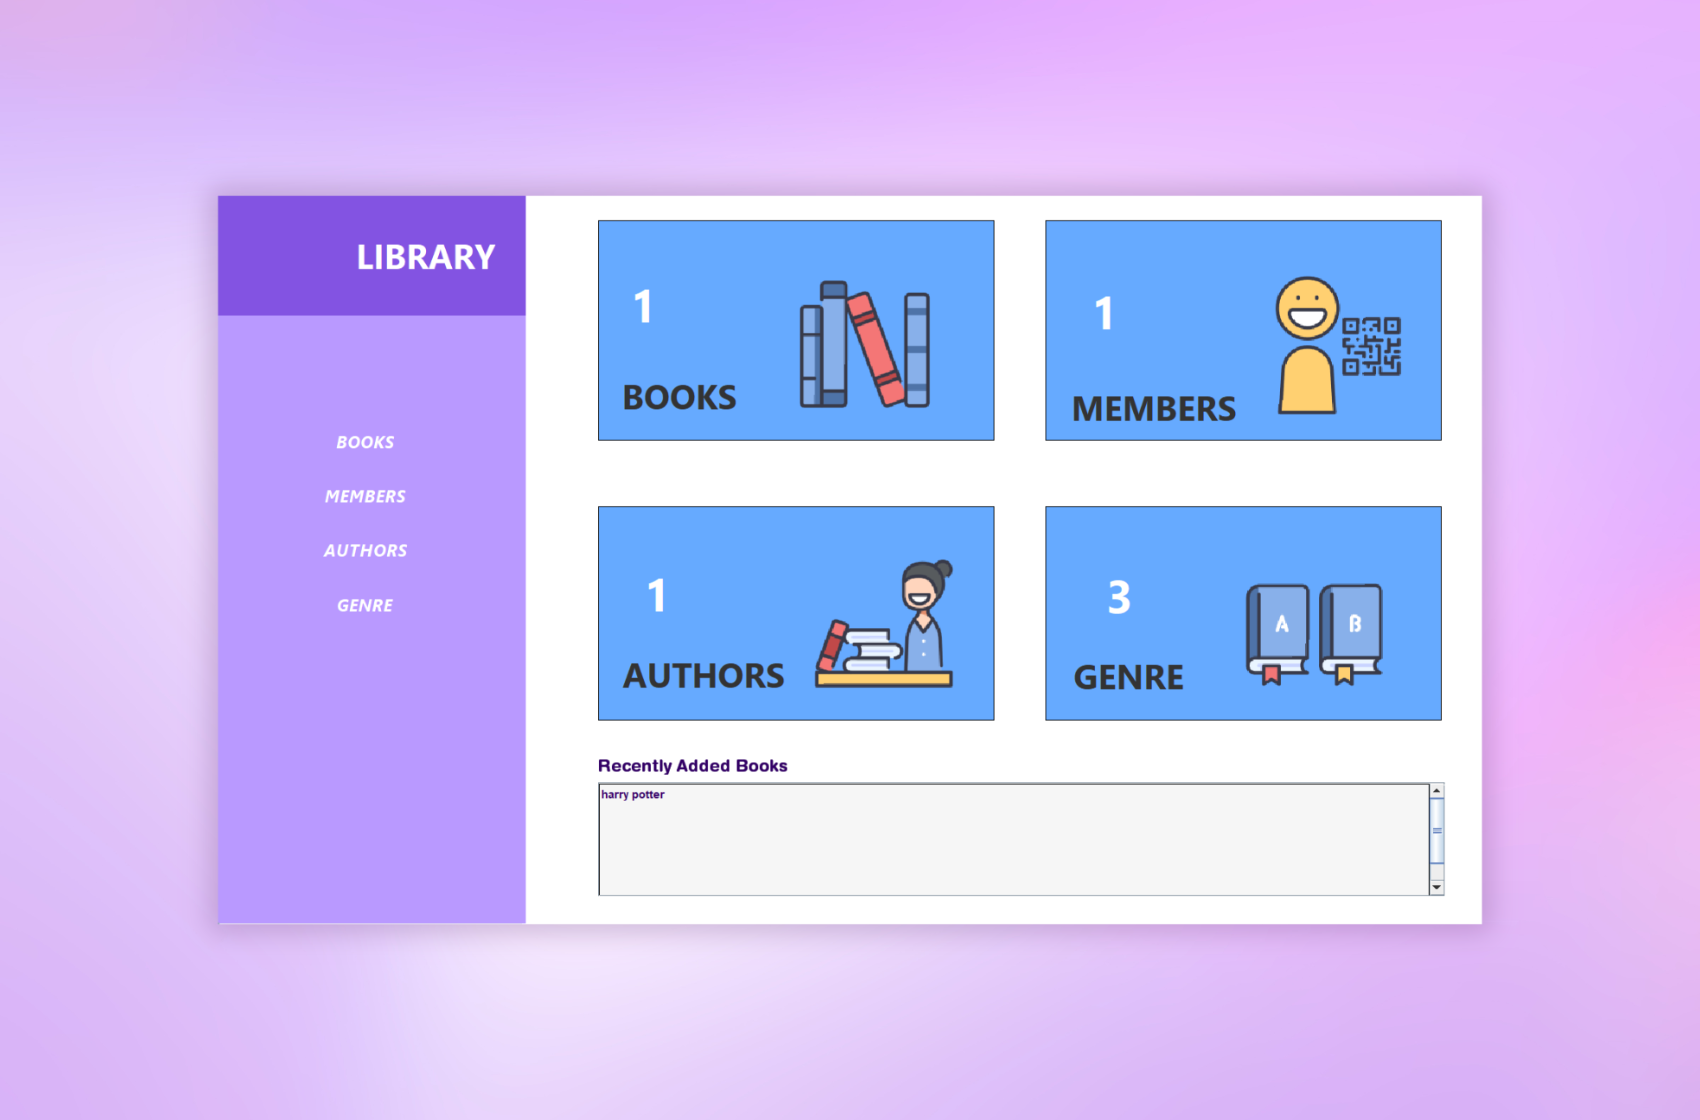 LIBRARY
BOOKS
MEMBERS
AUTHORS
GENRE
1
BOOKS
1
MEMBERS
1
AUTHORS
3
GENRE
A
B
Recently Added Books
harry potter